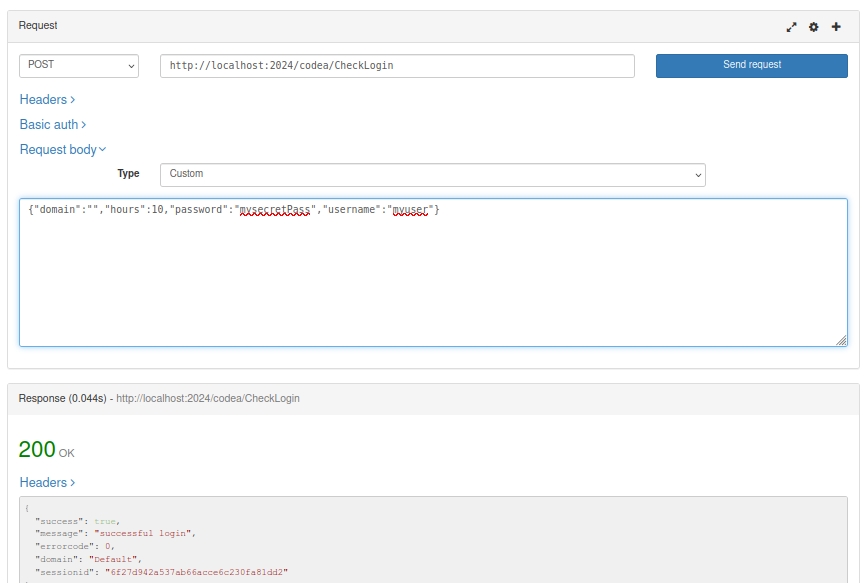 Request
POST
http://localhost:2024/codea/CheckLogin
Send request
Headers
Basic auth
Request body
Type
Custom
{"domain":"","hours":10,"password":"mysecretPass","username":"myuser"}
Response (0.044s) - http://localhost:2024/codea/CheckLogin
200 OK
Headers
{
"success": true,
"message": "successful login",
"errorcode": 0,
"domain": "Default",
"sessionid": "6f27d942a537ab66acce6c230fa81dd2"